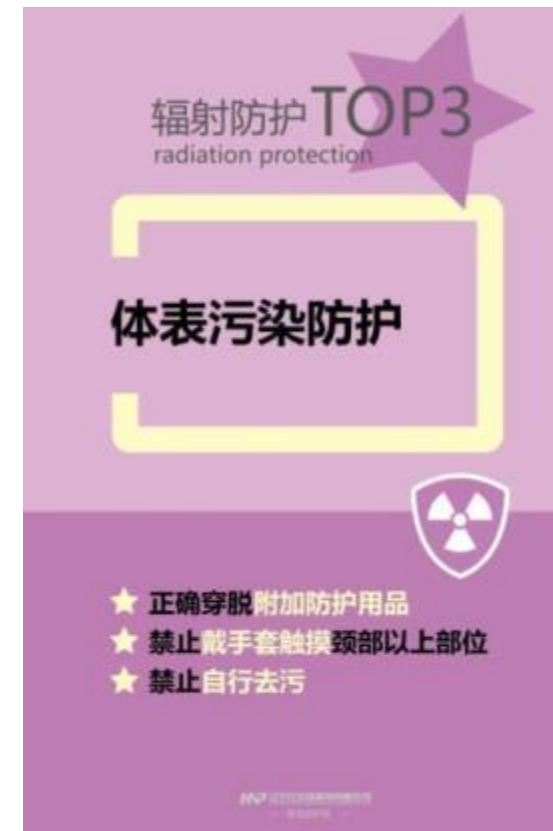 辐射防护TOP3
radiation protection
体表污染防护
正确穿脱附加防护用品
禁止戴手套触摸颈部以上部位
禁止自行去污